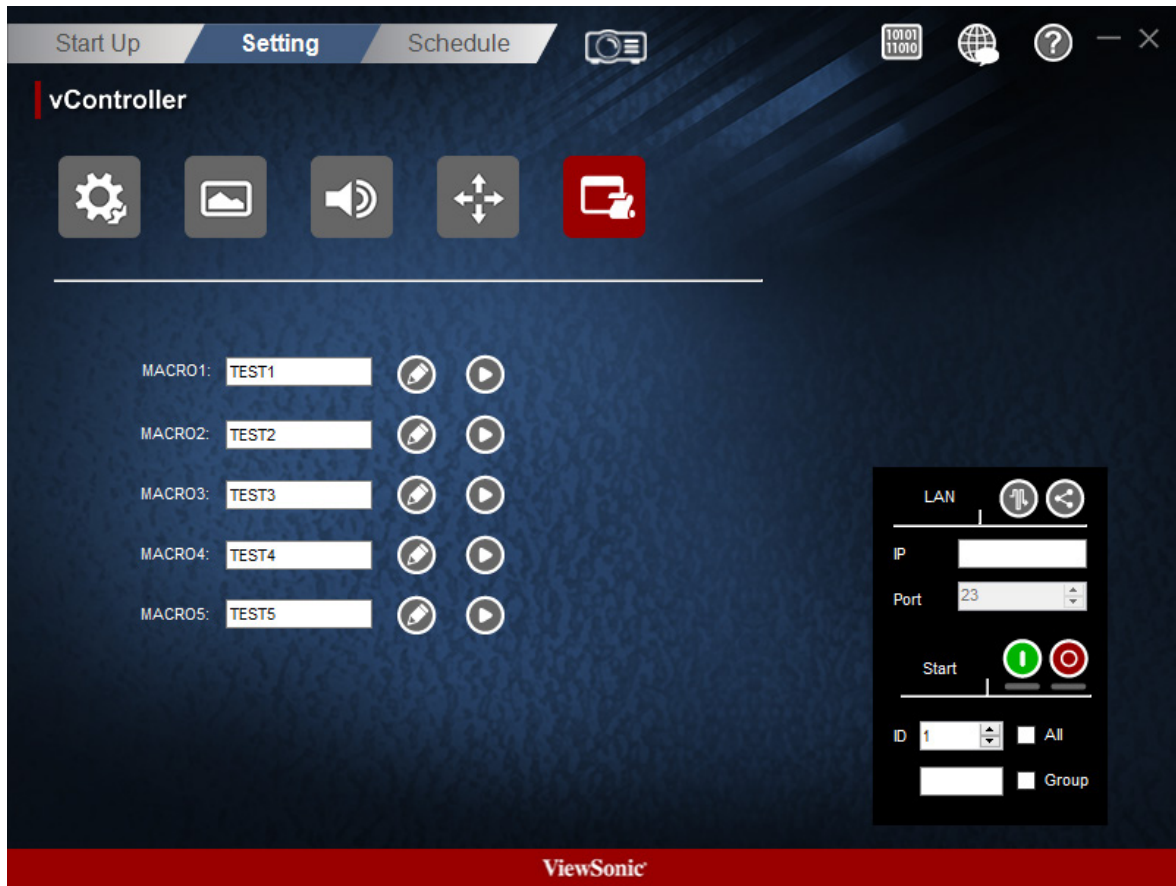 Start Up Setting Schedule
10101
11010
?
vController
MACRO1: TEST1
MACRO2: TEST2
MACRO3: TEST3
MACRO4: TEST4
MACRO5: TEST5
LAN
IP
Port 23
Start
ID 1 All
Group
ViewSonic